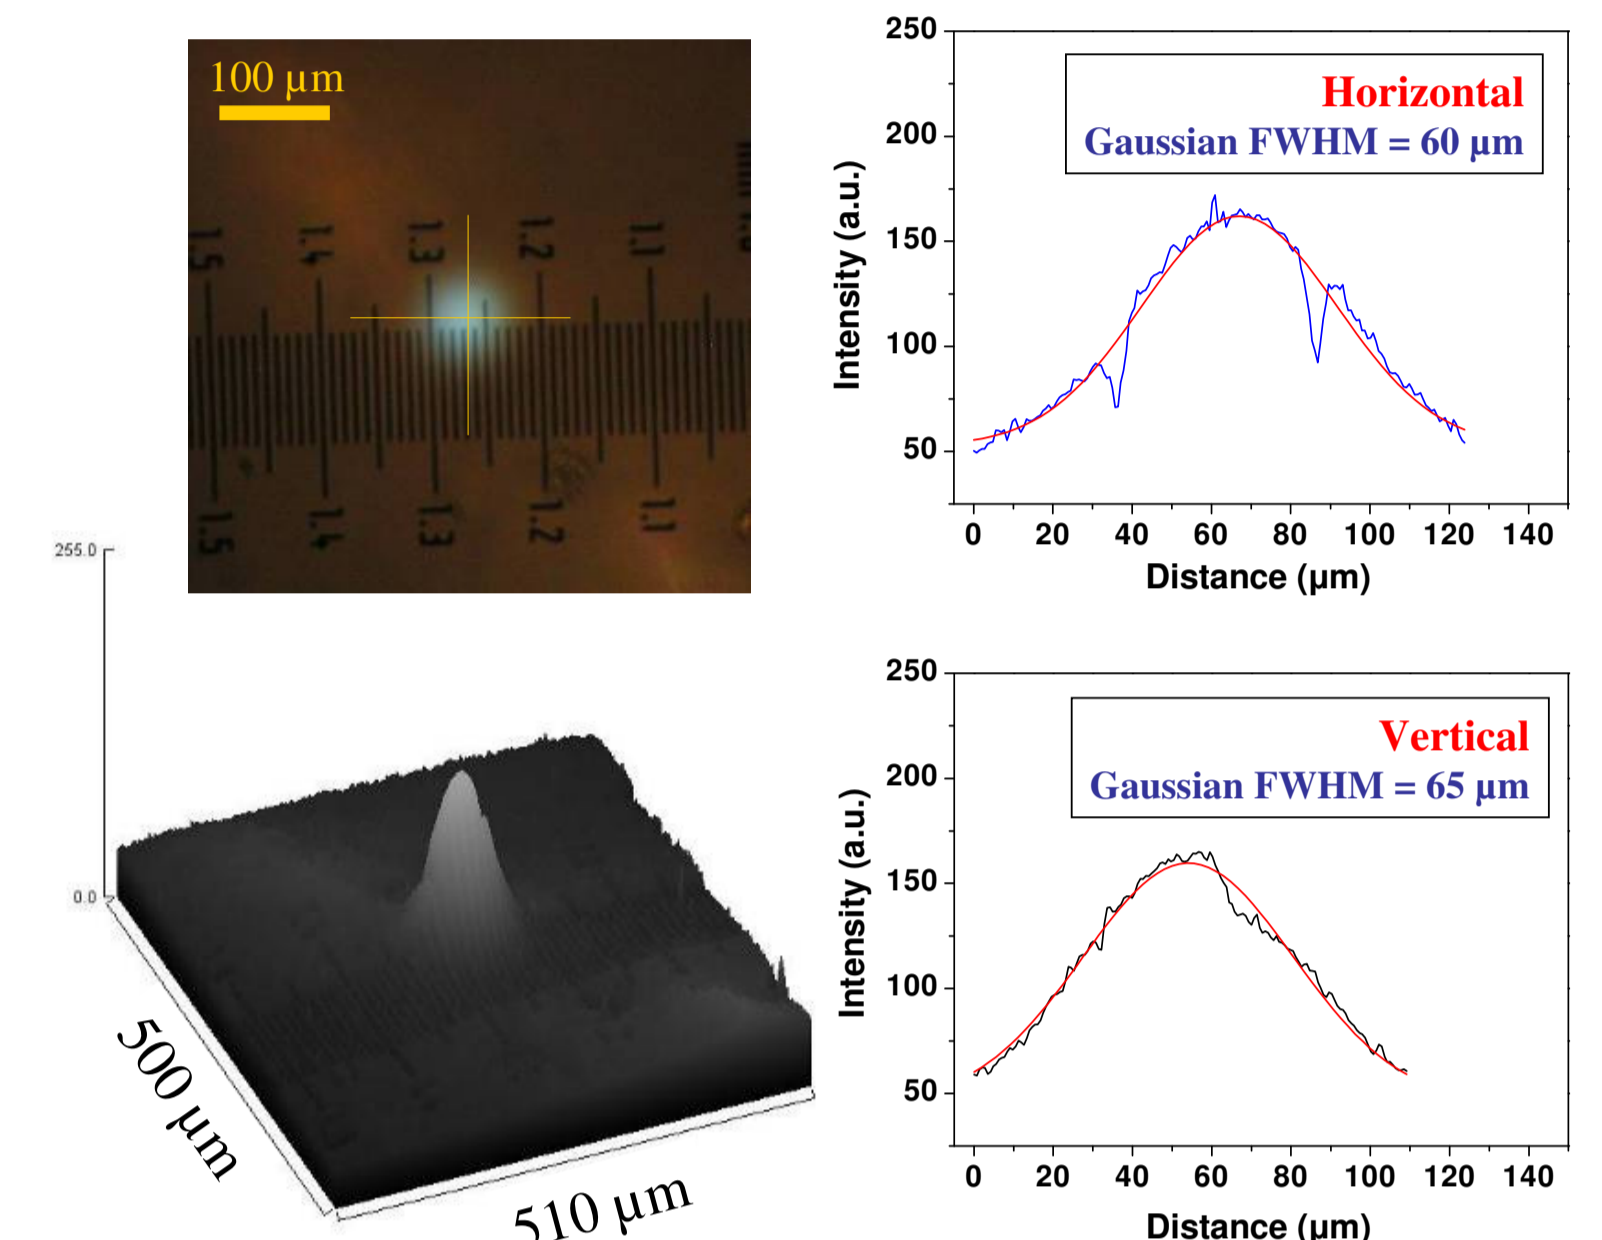 100 µm
1.5 1.4 1.3 1.2 1.1
1.5 1.4 1.3 1.2 1.1
255.0
0.0
500 µm
510 µm
250
200
150
100
50
Intensity (a.u.)
Horizontal
Gaussian FWHM = 60 µm
0 20 40 60 80 100 120 140
Distance (µm)
250
200
150
100
50
Intensity (a.u.)
Vertical
Gaussian FWHM = 65 µm
0 20 40 60 80 100 120 140
Distance (µm)